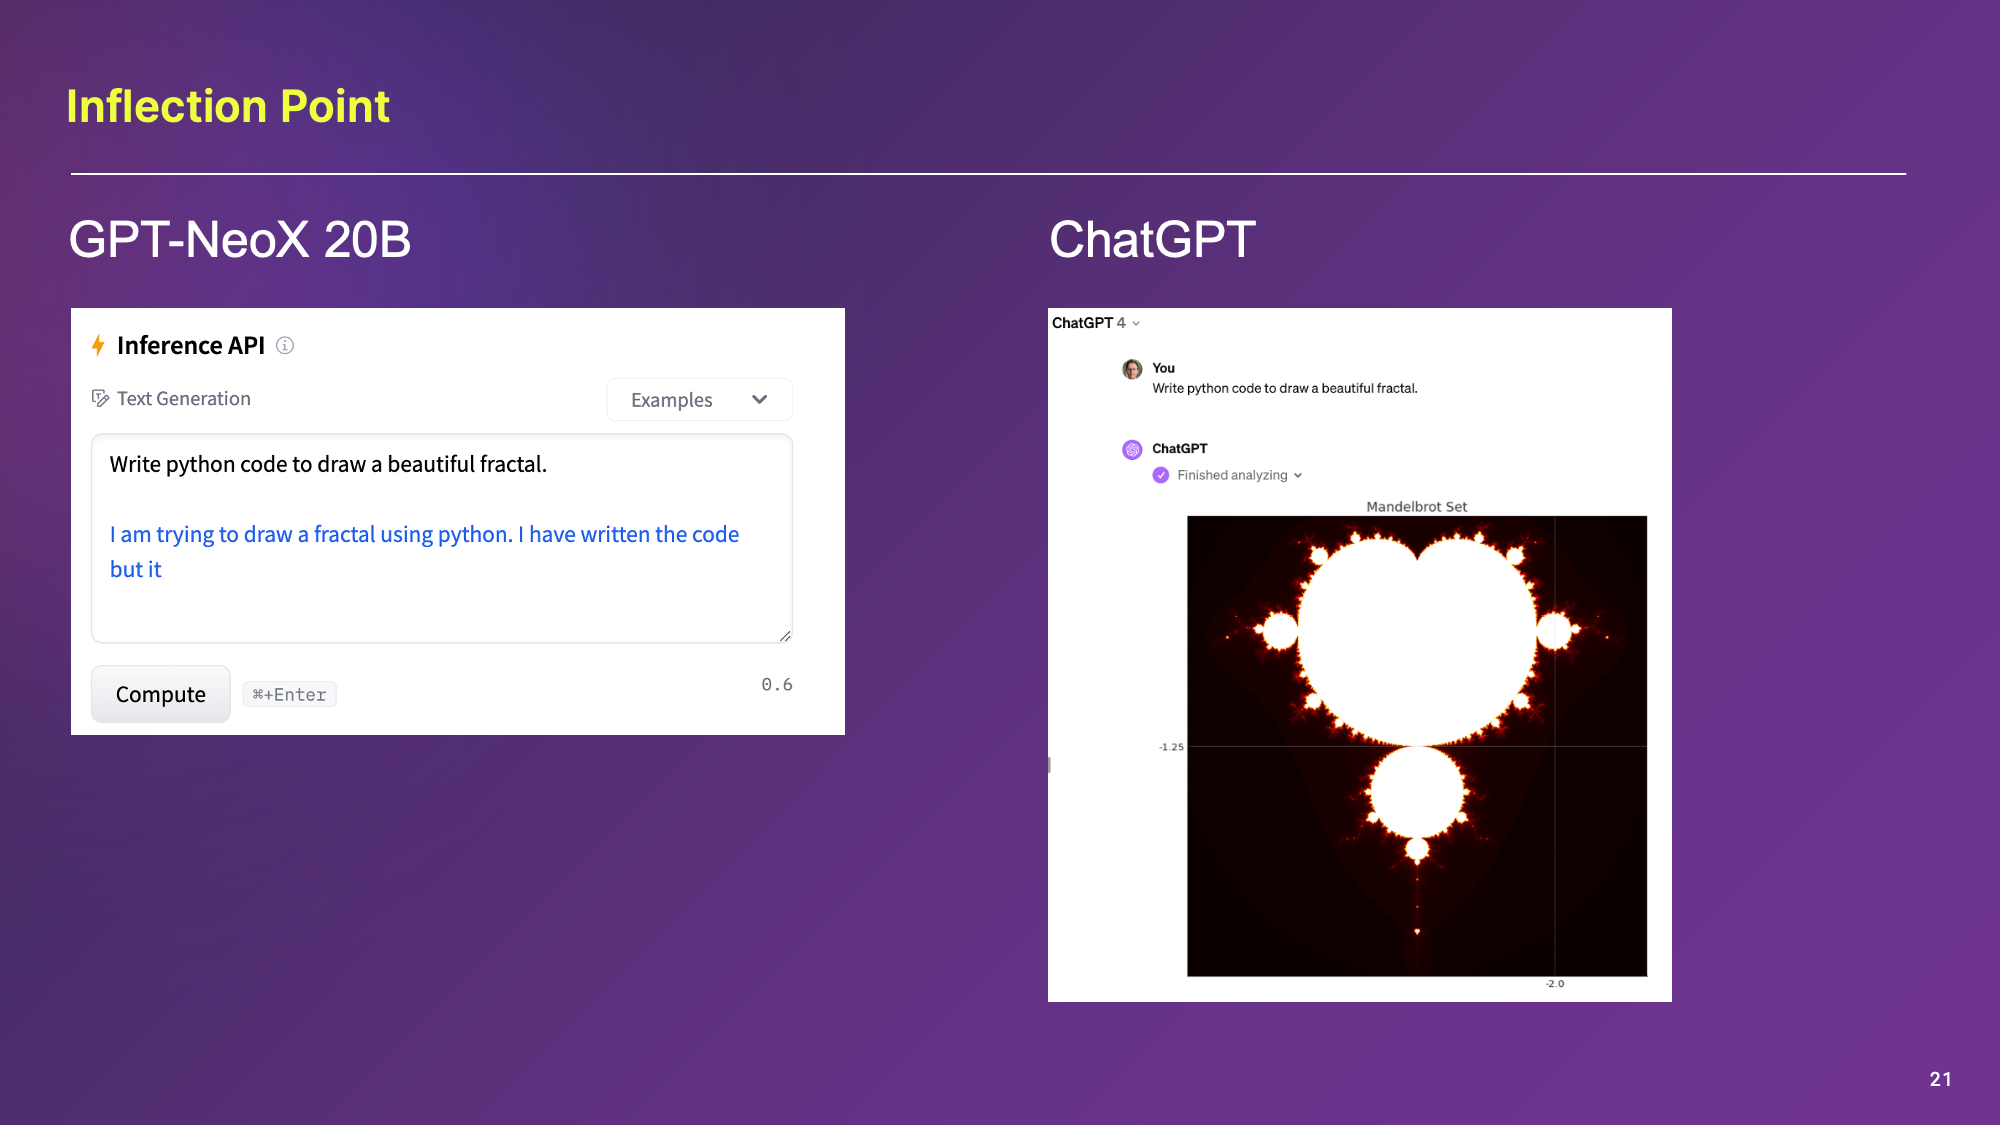 Inflection Point
GPT-NeoX 20B
Inference API
Text Generation
Examples
Write python code to draw a beautiful fractal.
I am trying to draw a fractal using python. I have written the code
but it
Compute
⌘+Enter
0.6
ChatGPT
ChatGPT 4
You
Write python code to draw a beautiful fractal.
ChatGPT
Finished analyzing
Mandelbrot Set
-1.25
-2.0
21